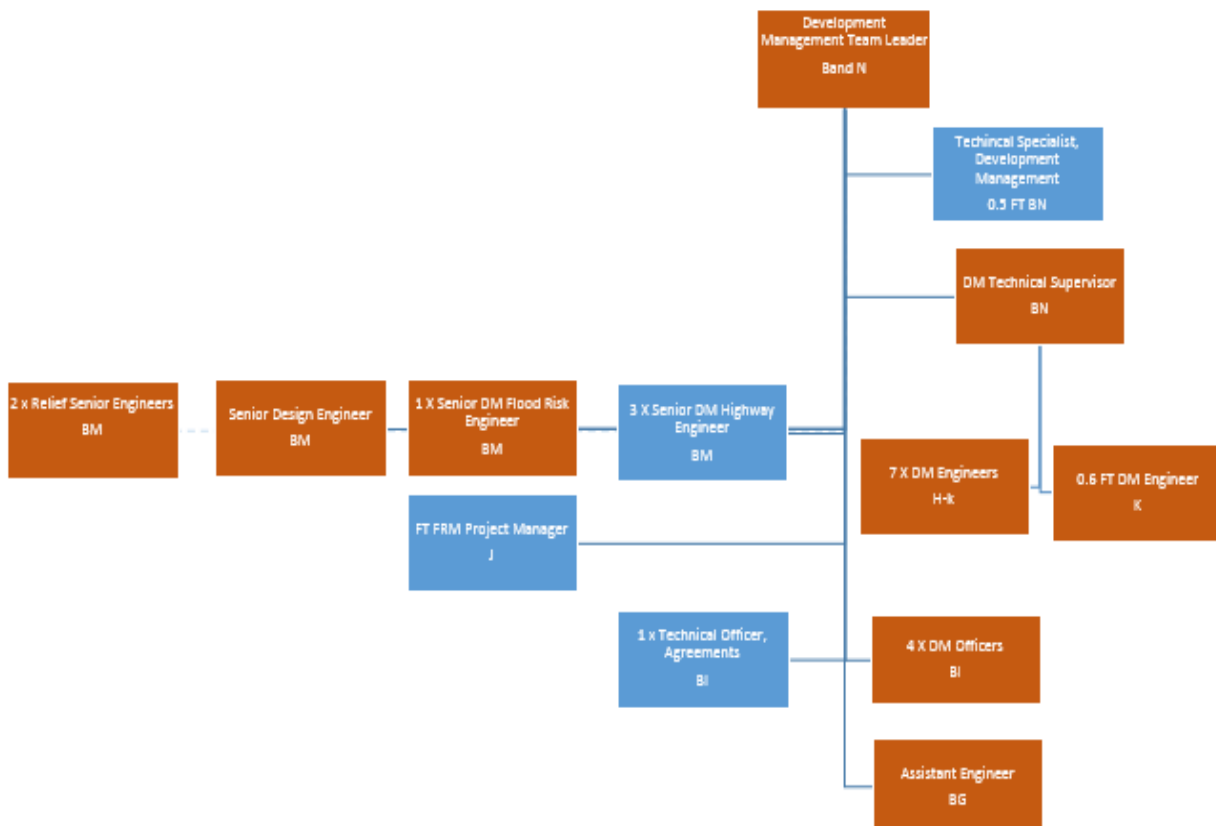 Development
Management Team Leader
Band N
Techincal Specialist,
Development
Management
0.5 FT BN
DM Technical Supervisor
BN
2 x Relief Senior Engineers
BM
Senior Design Engineer
BM
1 X Senior DM Flood Risk
Engineer
BM
3 X Senior DM Highway
Engineer
BM
7 X DM Engineers
H-k
0.6 FT DM Engineer
K
FT FRM Project Manager
J
1 x Technical Officer,
Agreements
BI
4 X DM Officers
BI
Assistant Engineer
BG